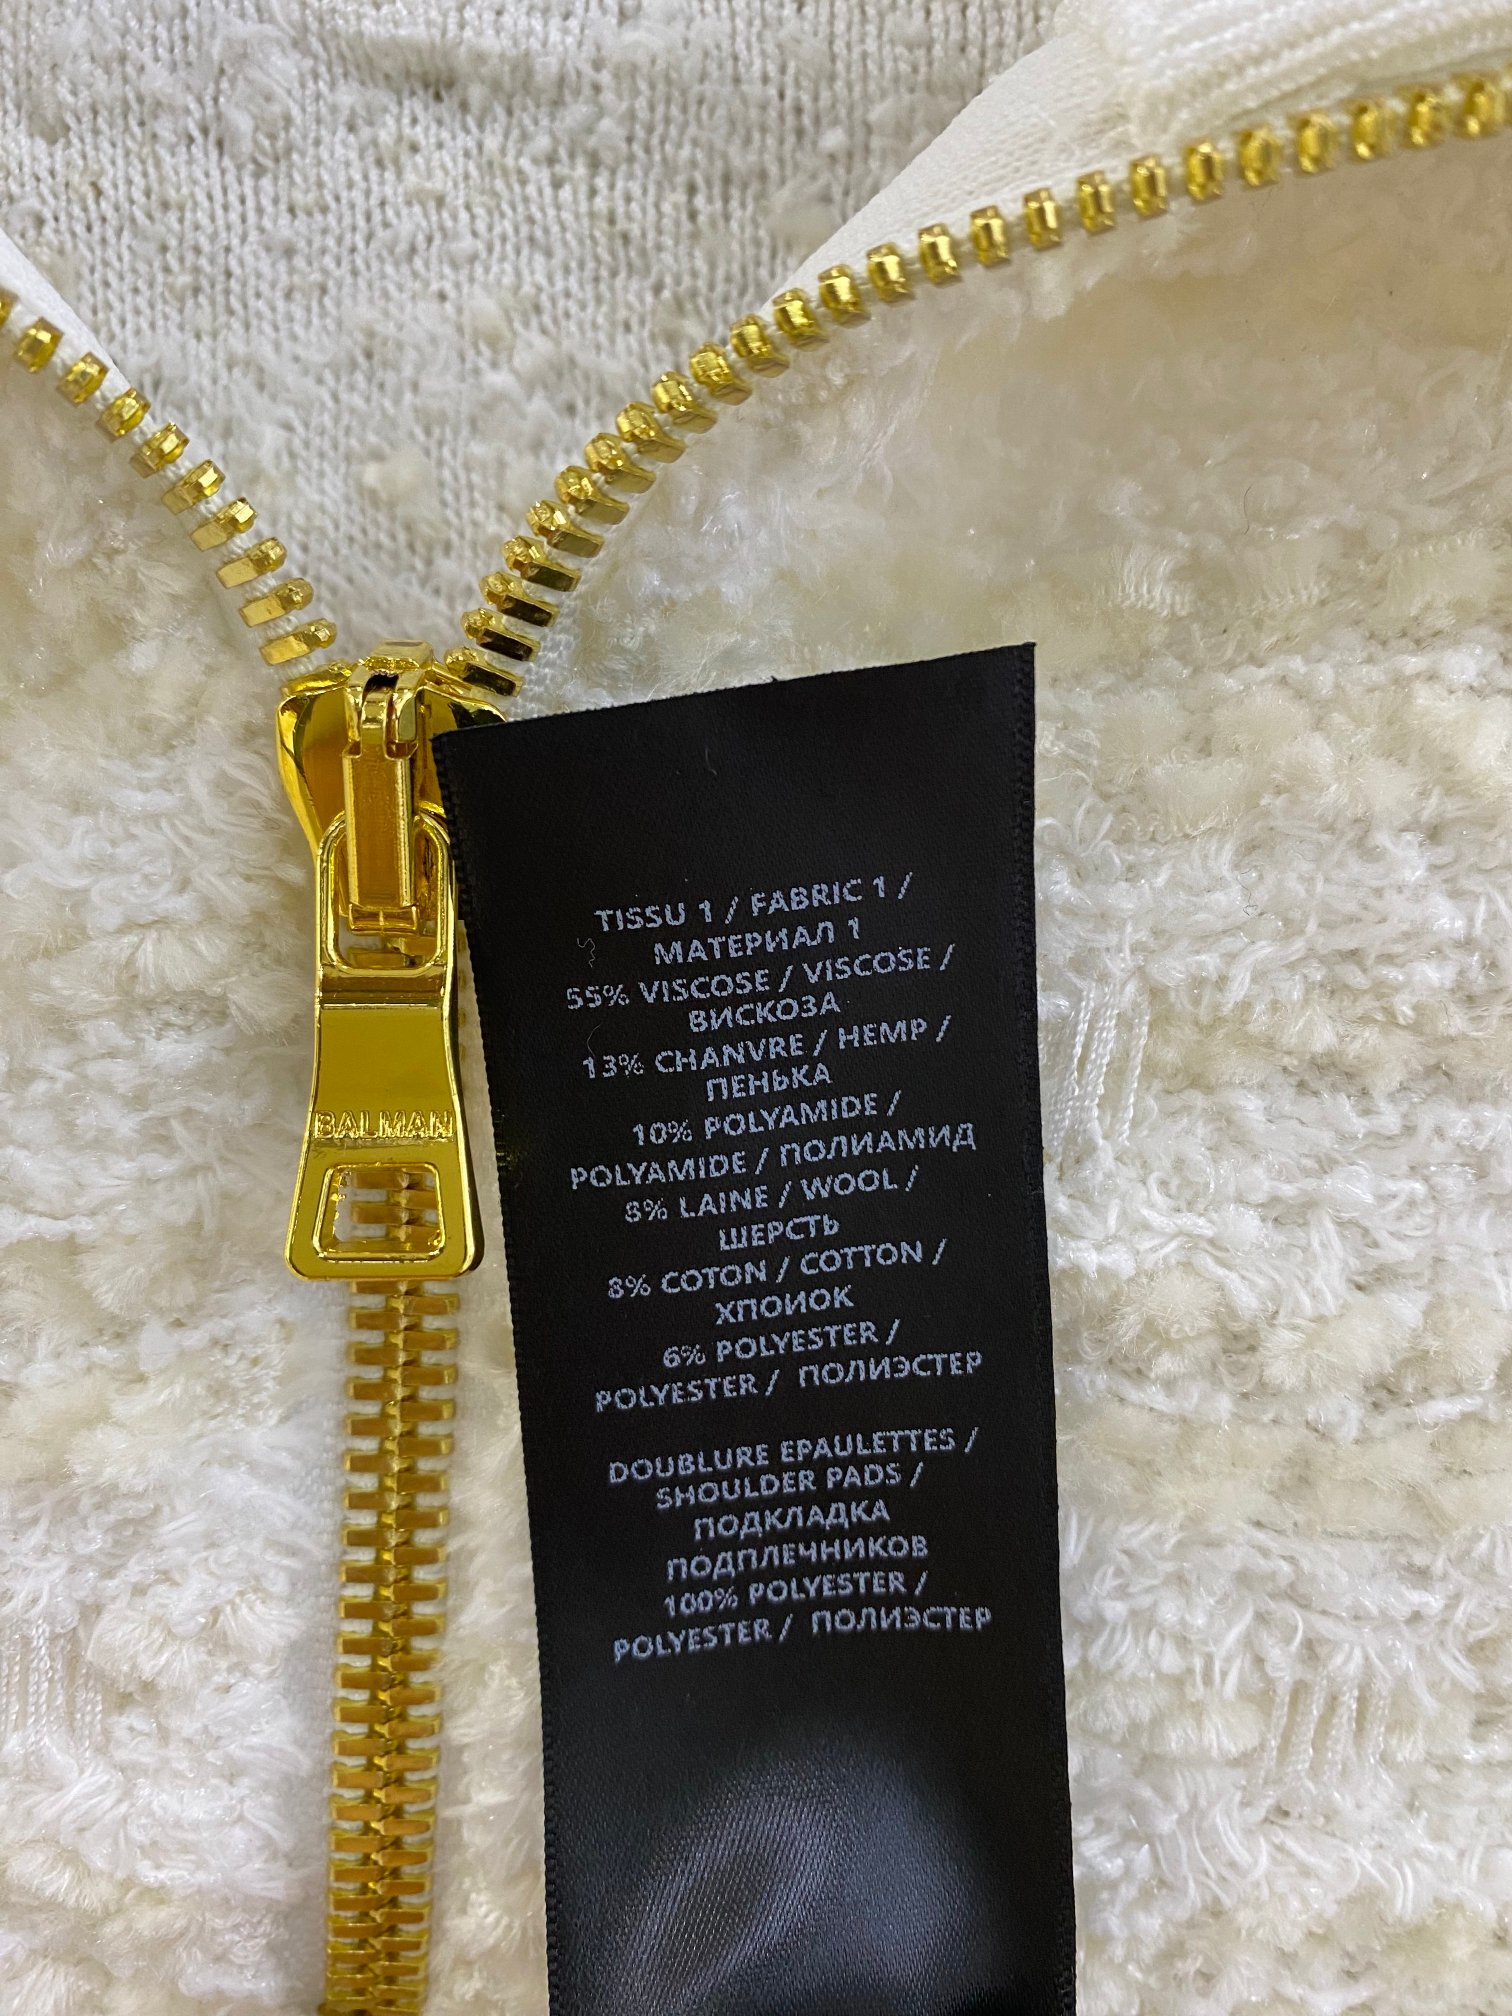 BALMAN
TISSU 1 / FABRIC 1 /
МАТЕРИАЛ 1
55% VISCOSE / VISCOSE /
ВИСКОЗА
13% CHANVRE / HEMP /
ПЕНЬКА
10% POLYAMIDE /
POLYAMIDE / ПОЛИАМИД
8% LAINE / WOOL /
ШЕРСТЬ
8% COTON / COTTON /
ХПОИОК
6% POLYESTER /
POLYESTER / ПОЛИЭСТЕР
DOUBLURE EPAULETTES /
SHOULDER PADS /
ПОДКЛАДКА
ПОДПЛЕЧНИКОВ
100% POLYESTER /
POLYESTER / ПОЛИЭСТЕР